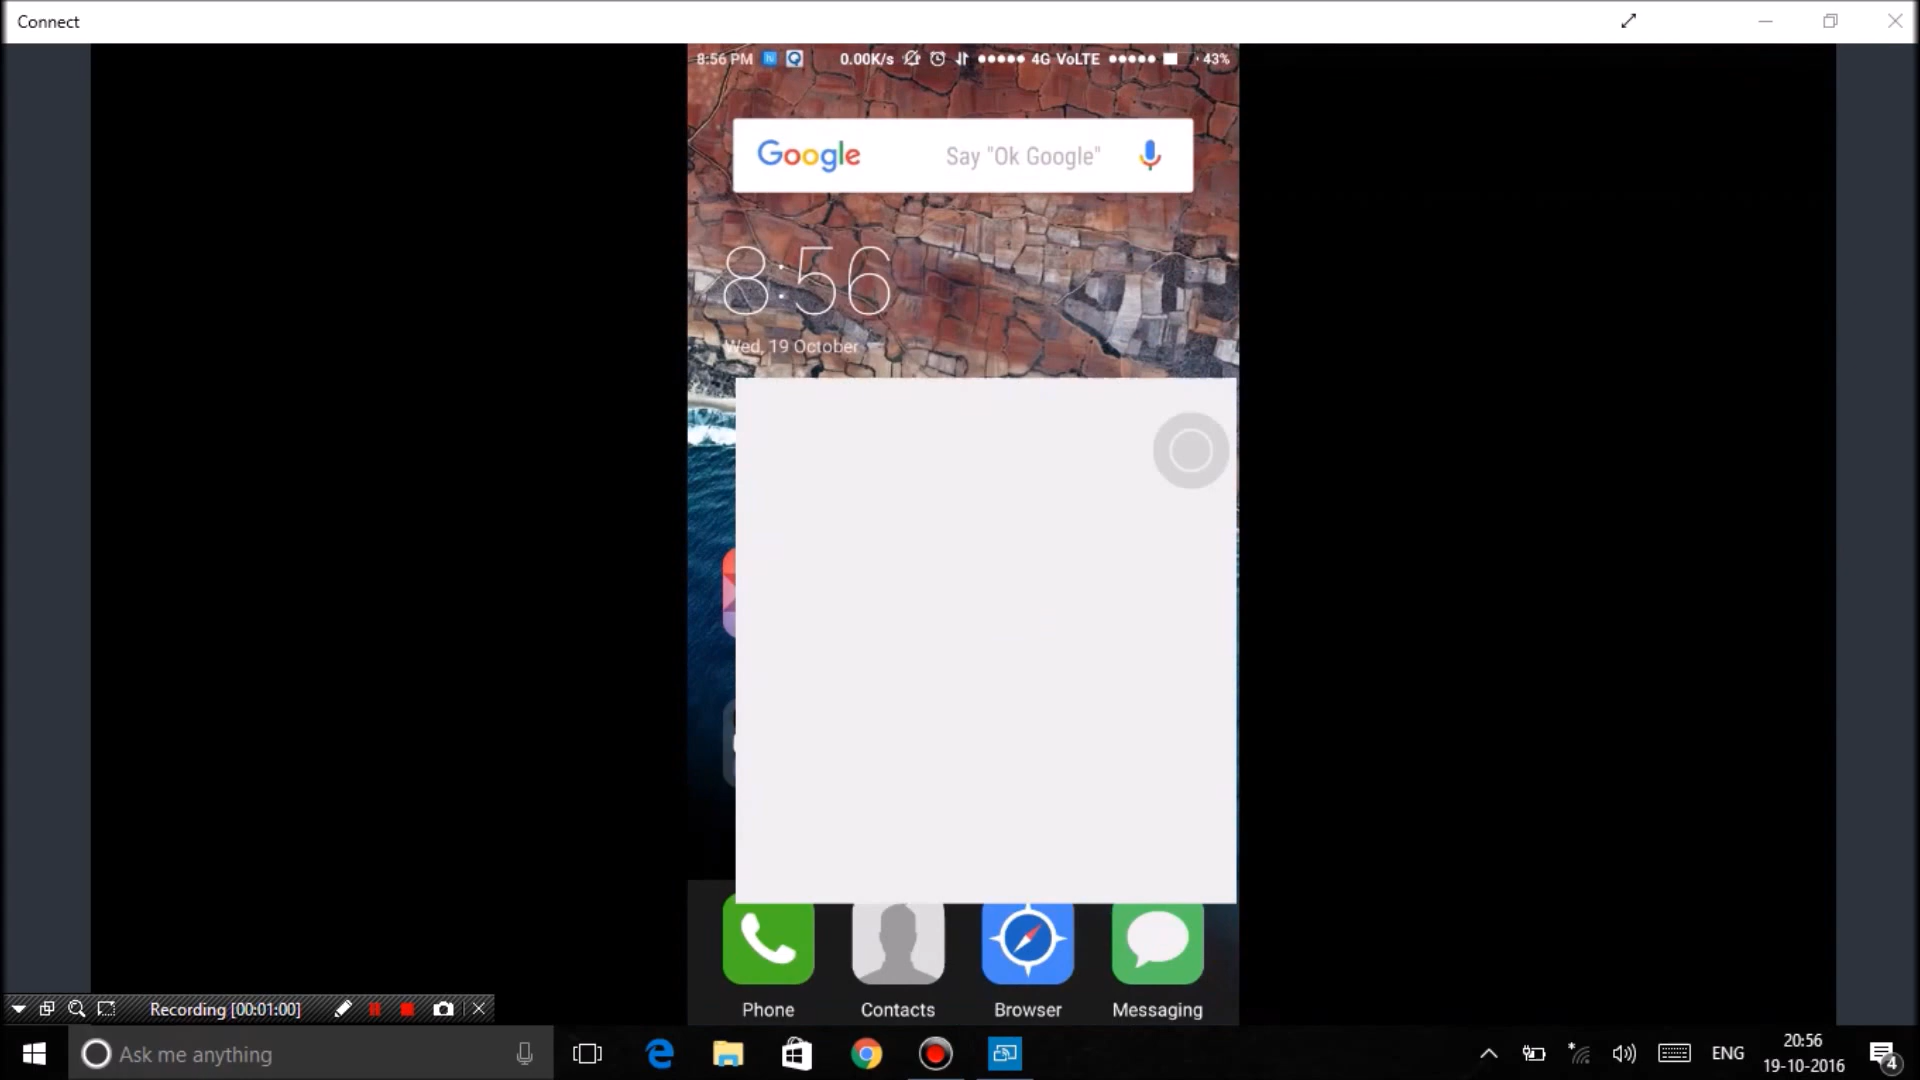 Connect
8:56 PM 0.00K/s 4G VoLTE 43%
Google Say "Ok Google"
8:56
Wed, 19 October
Phone Contacts Browser Messaging
Recording [00:01:00]
Ask me anything
ENG
20:56
19-10-2016
4